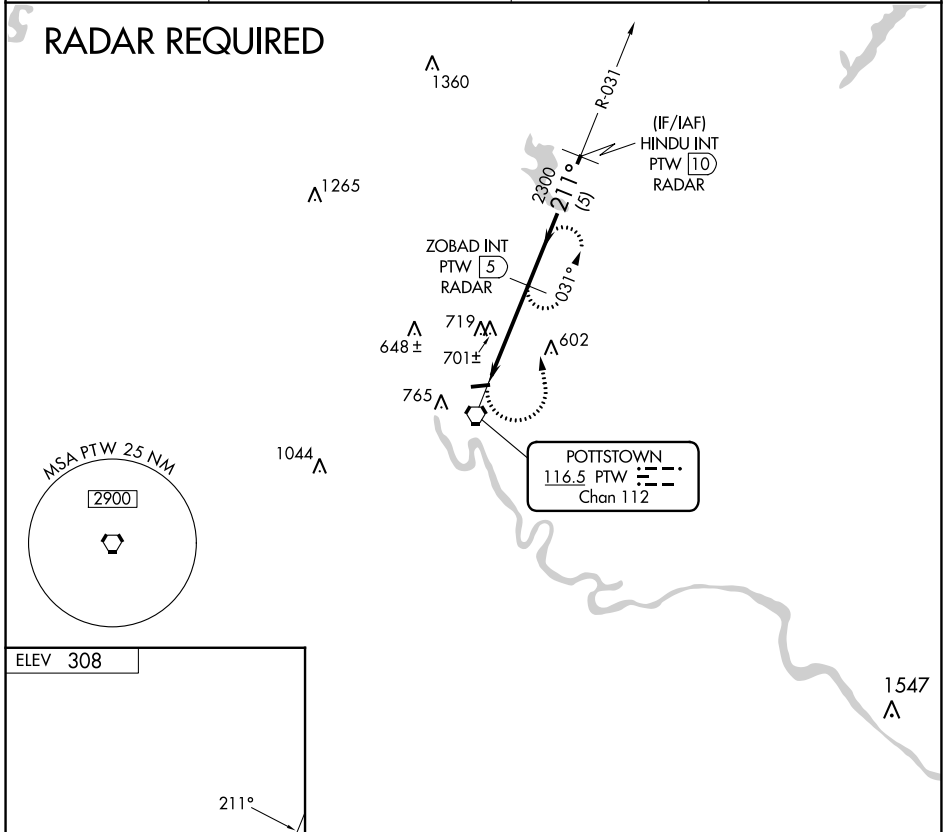 RADAR REQUIRED
1360
R-031
(IF/IAF)
HINDU INT
PTW 10
RADAR
2300
211°
(5)
1265
ZOBAD INT
PTW 5
RADAR
031°
719
648 ±
701±
602
765
1044
POTTSTOWN
116.5 PTW
Chan 112
MSA PTW 25 NM
2900
ELEV 308
1547
211°